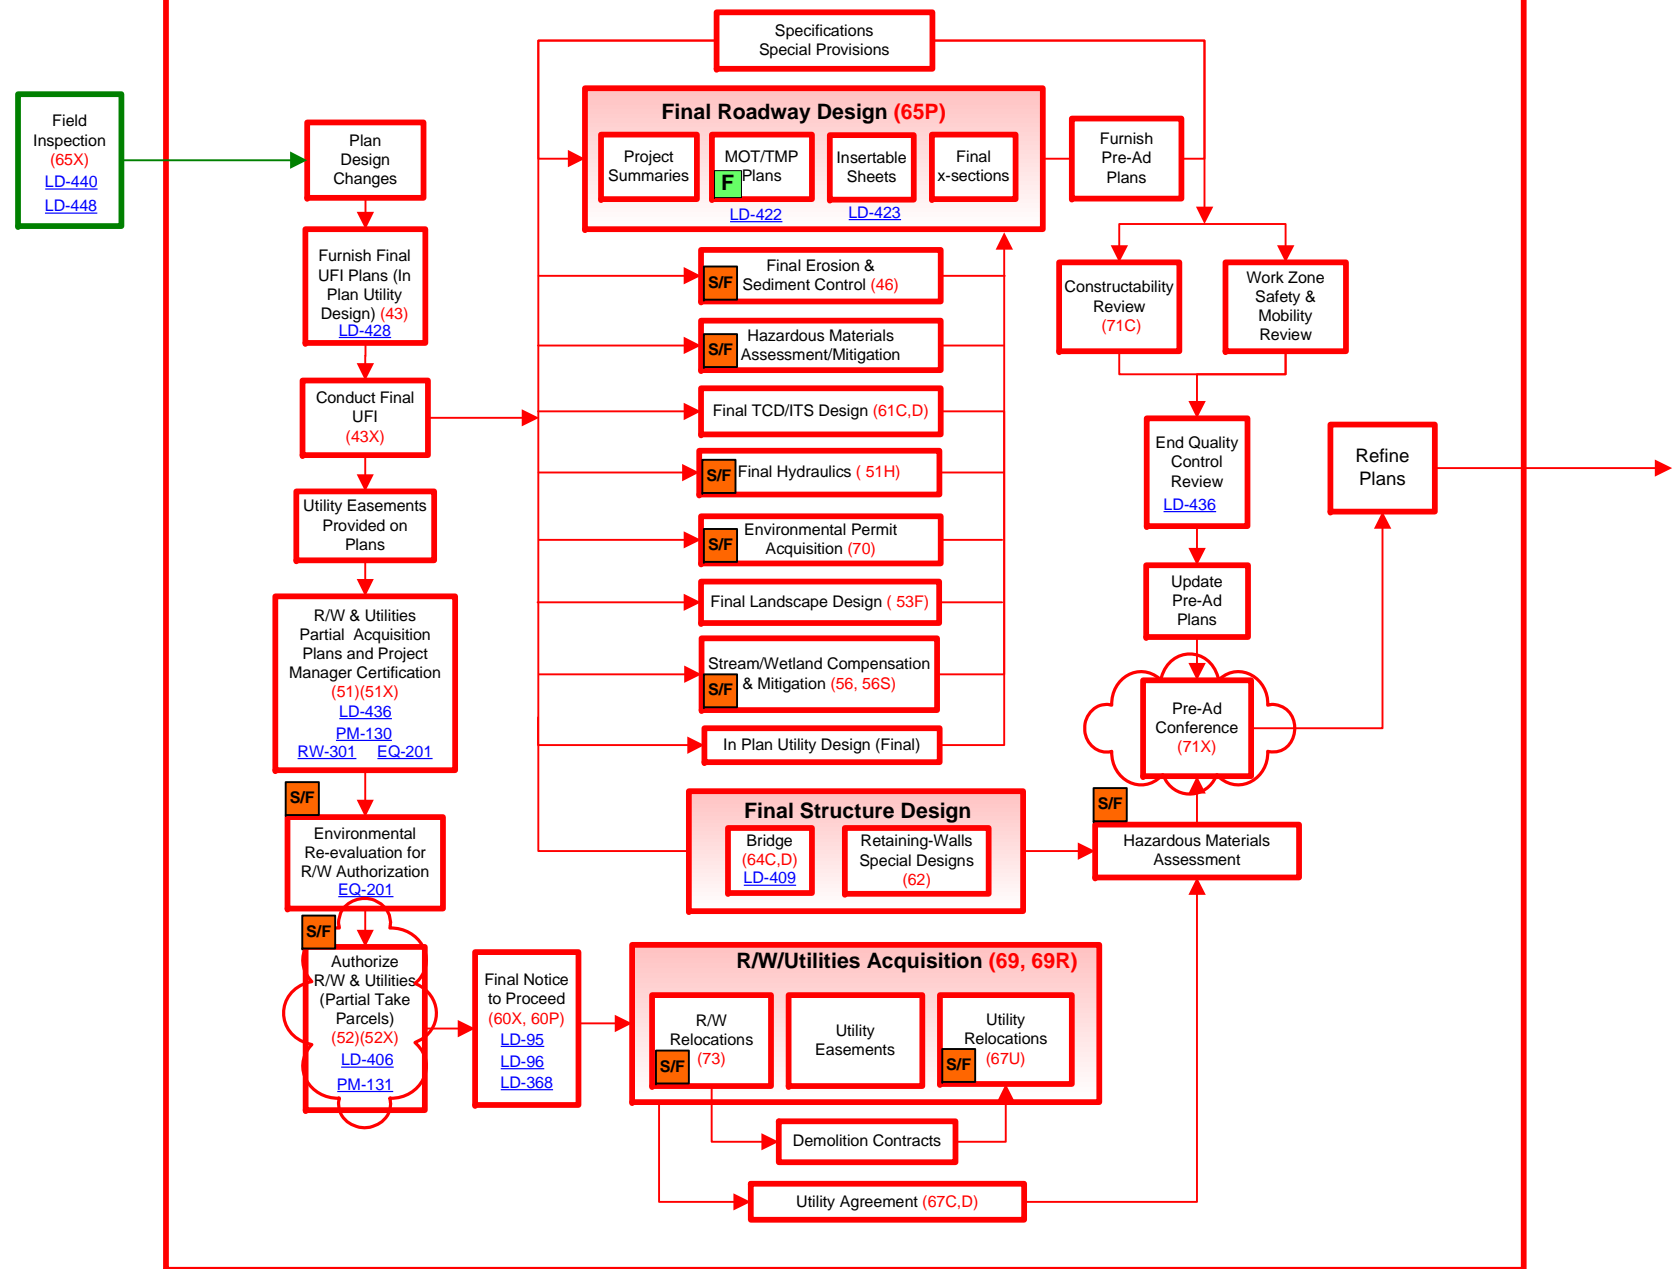 Specifications
Special Provisions
Field
Inspection
(65X)
LD-440
LD-448
Plan
Design
Changes
Furnish Final
UFI Plans (In
Plan Utility
Design) (43)
LD-428
Conduct Final
UFI
(43X)
Utility Easements
Provided on
Plans
R/W & Utilities
Partial Acquisition
Plans and Project
Manager Certification
(51)(51X)
LD-436
PM-130
RW-301 EQ-201
S/F
Environmental
Re-evaluation for
R/W Authorization
EQ-201
S/F
Authorize
R/W & Utilities
(Partial Take
Parcels)
(52)(52X)
LD-406
PM-131
Final Notice
to Proceed
(60X, 60P)
LD-95
LD-96
LD-368
Final Roadway Design (65P)
Project
Summaries
MOT/TMP
Plans
F
LD-422
Insertable
Sheets
LD-423
Final
x-sections
S/F
Final Erosion &
Sediment Control (46)
S/F
Hazardous Materials
Assessment/Mitigation
Final TCD/ITS Design (61C,D)
S/F
Final Hydraulics ( 51H)
S/F
Environmental Permit
Acquisition (70)
Final Landscape Design ( 53F)
S/F
Stream/Wetland Compensation
& Mitigation (56, 56S)
In Plan Utility Design (Final)
Final Structure Design
Bridge
(64C,D)
LD-409
Retaining-Walls
Special Designs
(62)
R/W/Utilities Acquisition (69, 69R)
R/W
Relocations
(73)
S/F
Utility
Easements
Utility
Relocations
(67U)
S/F
Demolition Contracts
Utility Agreement (67C,D)
Furnish
Pre-Ad
Plans
Constructability
Review
(71C)
Work Zone
Safety &
Mobility
Review
End Quality
Control
Review
LD-436
Update
Pre-Ad
Plans
Pre-Ad
Conference
(71X)
S/F
Hazardous Materials
Assessment
Refine
Plans